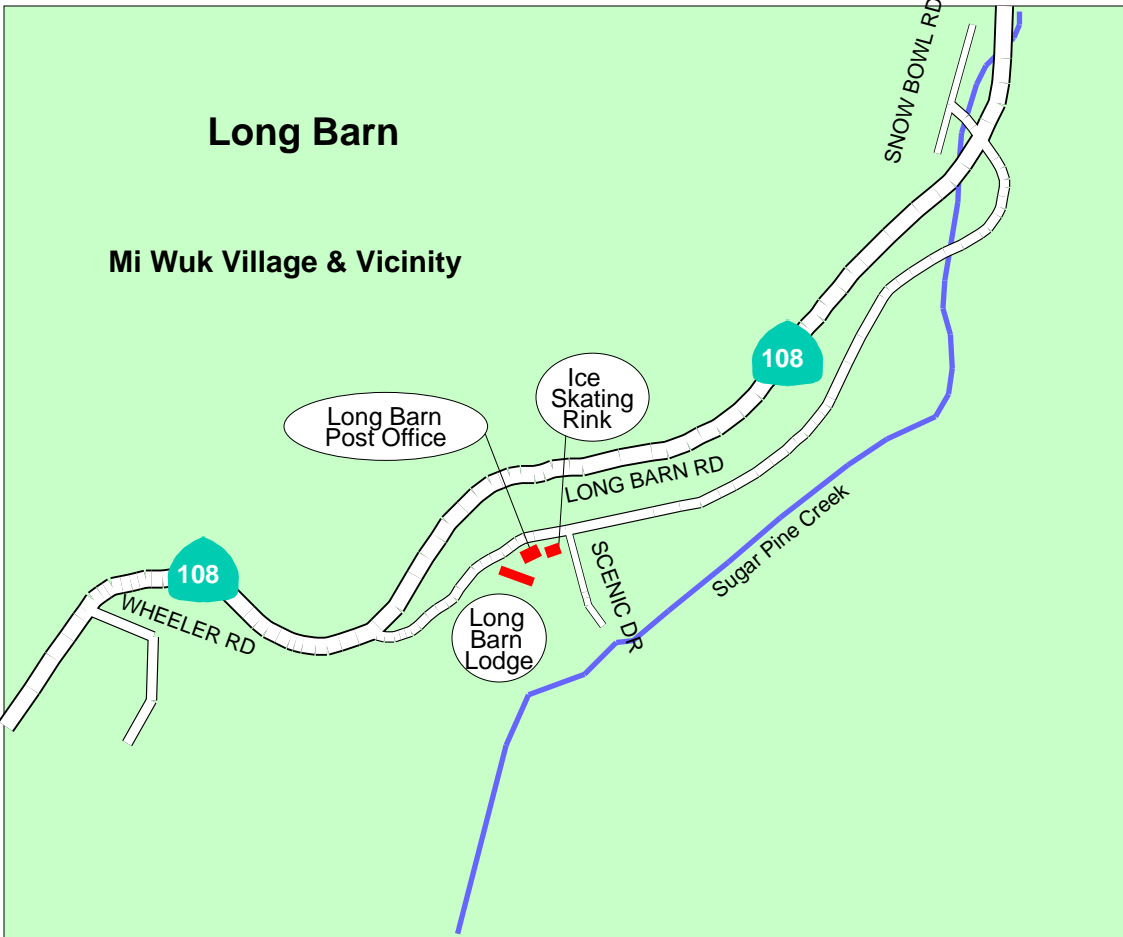 SNOW BOWL RD
Long Barn
Mi Wuk Village & Vicinity
108
Ice
Skating
Rink
Long Barn
Post Office
LONG BARN RD
Sugar Pine Creek
SCENIC DR
108
WHEELER RD
Long
Barn
Lodge